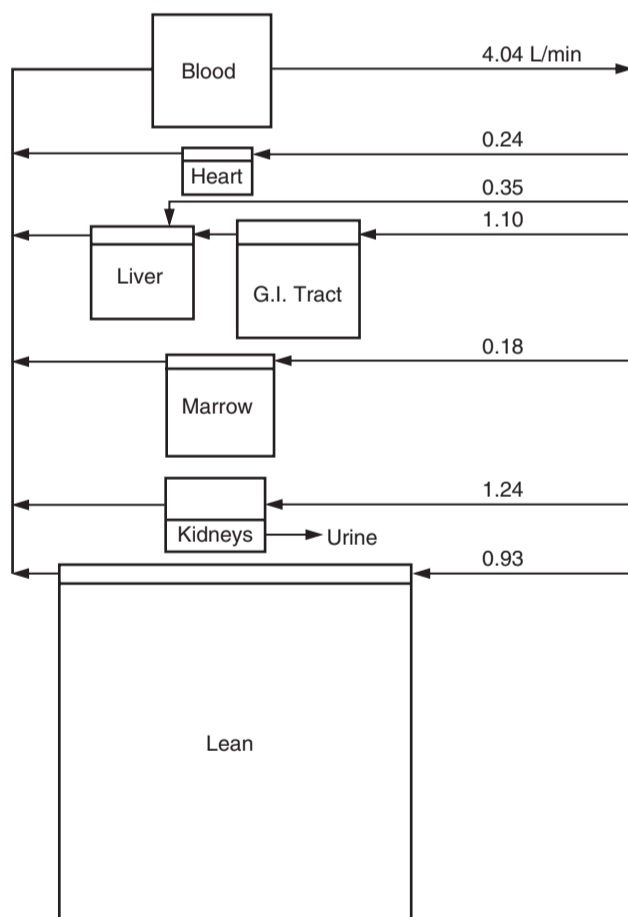 Blood
4.04 L/min
0.24
Heart
0.35
1.10
Liver
G.I. Tract
0.18
Marrow
1.24
Kidneys
Urine
0.93
Lean